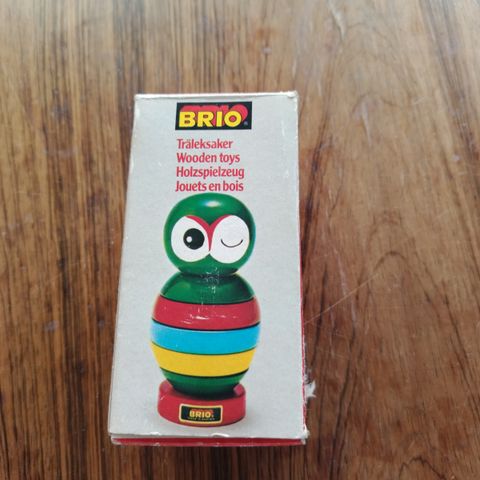 BRIO®
Träleksaker
Wooden toys
Holzspielzeug
Jouets en bois
BRIO